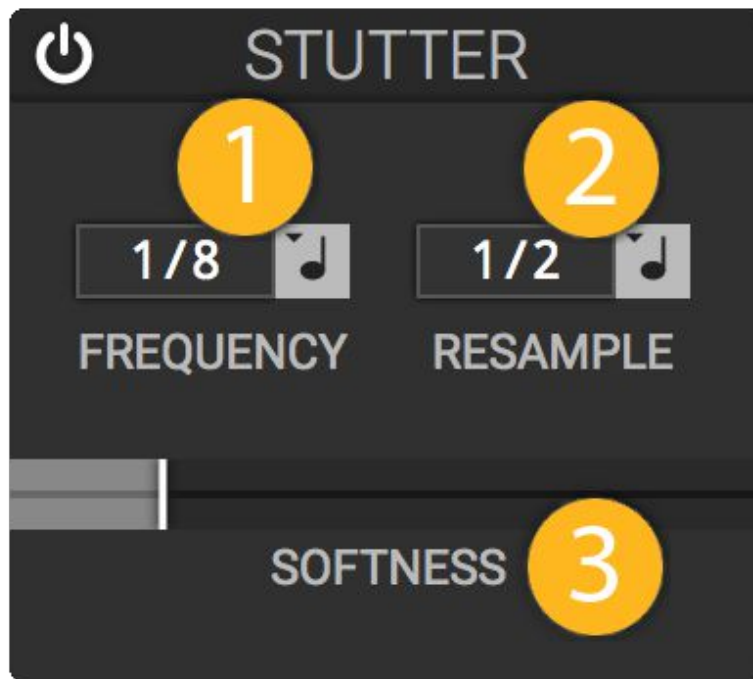 STUTTER
1 2
1/8 1/2
FREQUENCY RESAMPLE
SOFTNESS 3